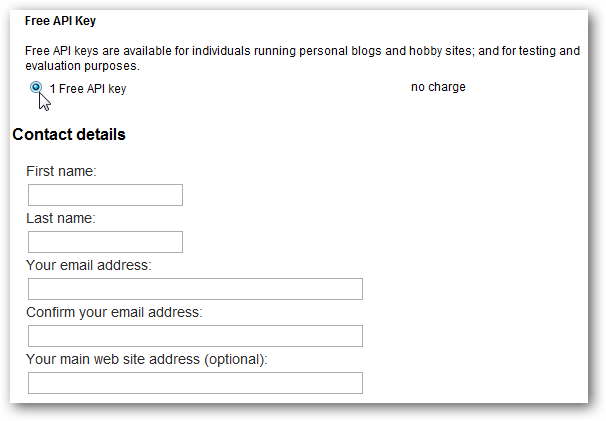 Free API Key
Free API keys are available for individuals running personal blogs and hobby sites; and for testing and
evaluation purposes.
1 Free API key no charge
Contact details
First name:
Last name:
Your email address:
Confirm your email address:
Your main web site address (optional):